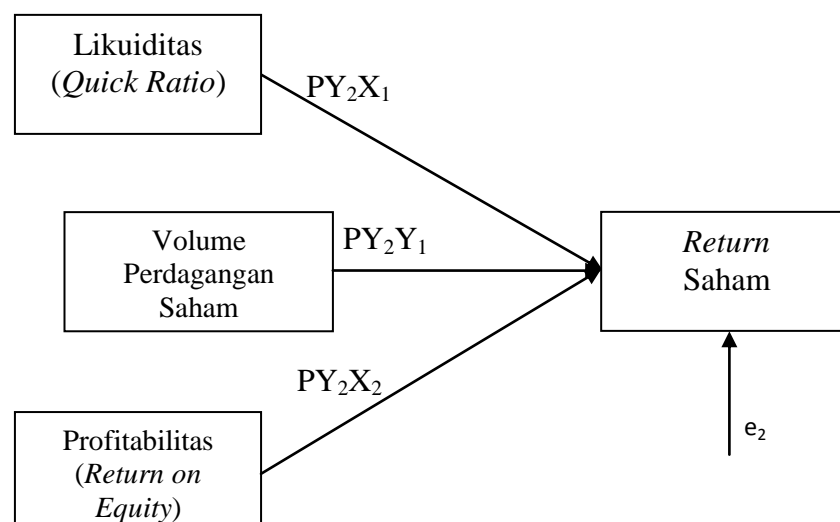 Likuiditas
(Quick Ratio)
PY₂X₁
Volume
Perdagangan
Saham
PY₂Y₁
Return
Saham
PY₂X₂
Profitabilitas
(Return on
Equity)
e₂